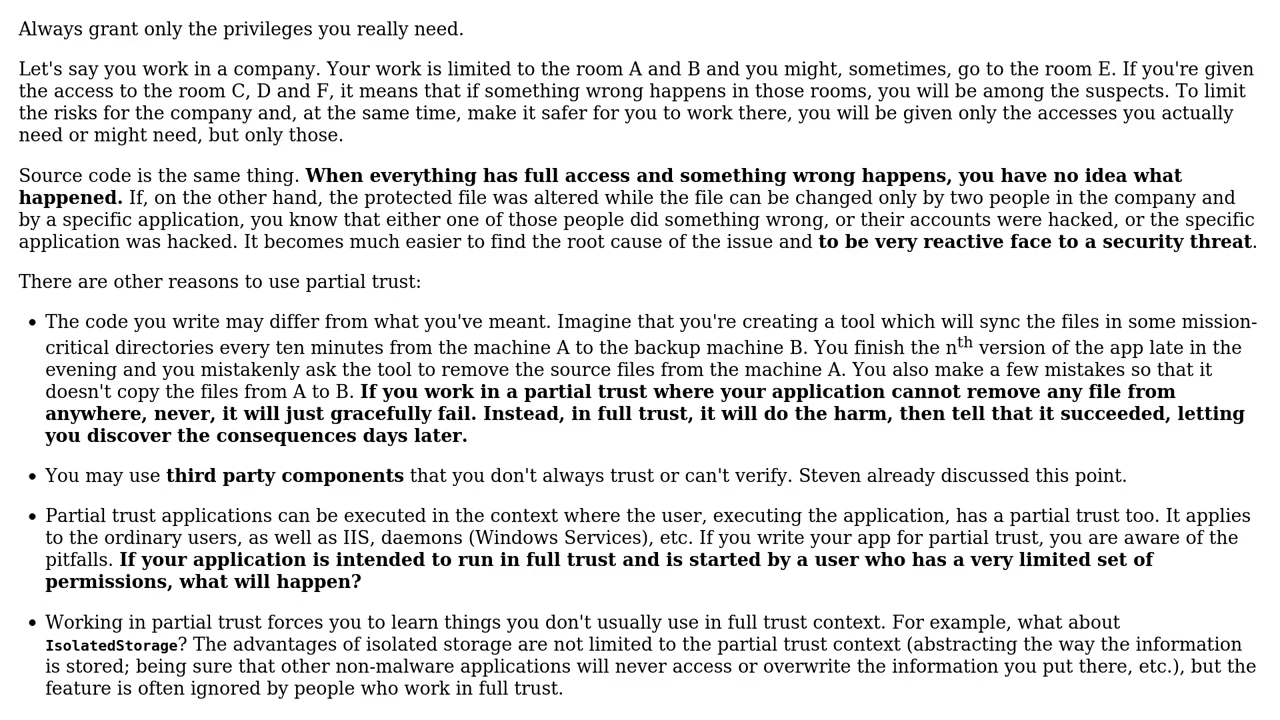 Always grant only the privileges you really need.
Let's say you work in a company. Your work is limited to the room A and B and you might, sometimes, go to the room E. If you're given
the access to the room C, D and F, it means that if something wrong happens in those rooms, you will be among the suspects. To limit
the risks for the company and, at the same time, make it safer for you to work there, you will be given only the accesses you actually
need or might need, but only those.
Source code is the same thing. When everything has full access and something wrong happens, you have no idea what
happened. If, on the other hand, the protected file was altered while the file can be changed only by two people in the company and
by a specific application, you know that either one of those people did something wrong, or their accounts were hacked, or the specific
application was hacked. It becomes much easier to find the root cause of the issue and to be very reactive face to a security threat.
There are other reasons to use partial trust:
• The code you write may differ from what you've meant. Imagine that you're creating a tool which will sync the files in some mission-
critical directories every ten minutes from the machine A to the backup machine B. You finish the nth version of the app late in the
evening and you mistakenly ask the tool to remove the source files from the machine A. You also make a few mistakes so that it
doesn't copy the files from A to B. If you work in a partial trust where your application cannot remove any file from
anywhere, never, it will just gracefully fail. Instead, in full trust, it will do the harm, then tell that it succeeded, letting
you discover the consequences days later.
• You may use third party components that you don't always trust or can't verify. Steven already discussed this point.
• Partial trust applications can be executed in the context where the user, executing the application, has a partial trust too. It applies
to the ordinary users, as well as IIS, daemons (Windows Services), etc. If you write your app for partial trust, you are aware of the
pitfalls. If your application is intended to run in full trust and is started by a user who has a very limited set of
permissions, what will happen?
• Working in partial trust forces you to learn things you don't usually use in full trust context. For example, what about
IsolatedStorage? The advantages of isolated storage are not limited to the partial trust context (abstracting the way the information
is stored; being sure that other non-malware applications will never access or overwrite the information you put there, etc.), but the
feature is often ignored by people who work in full trust.